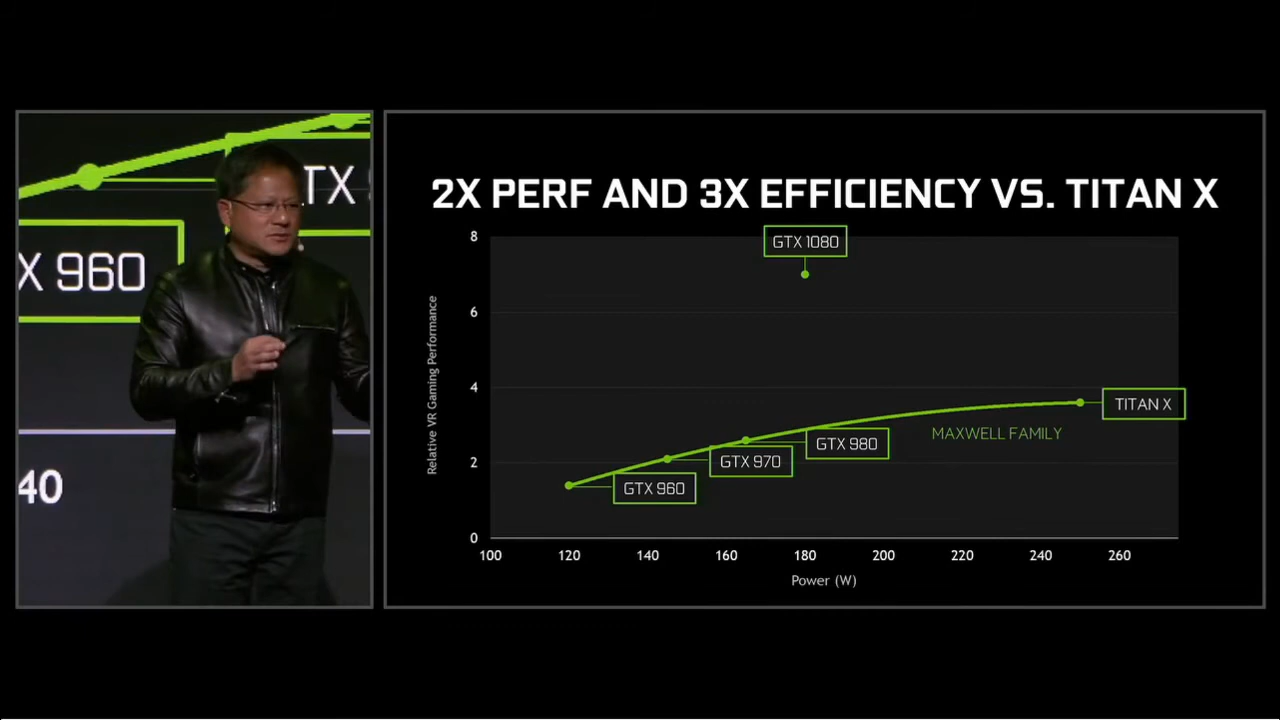 TX
X 960
40
2X PERF AND 3X EFFICIENCY VS. TITAN X
8
GTX 1080
6
Relative VR Gaming Performance
4
TITAN X
MAXWELL FAMILY
GTX 980
2
GTX 970
GTX 960
0
100 120 140 160 180 200 220 240 260
Power (W)